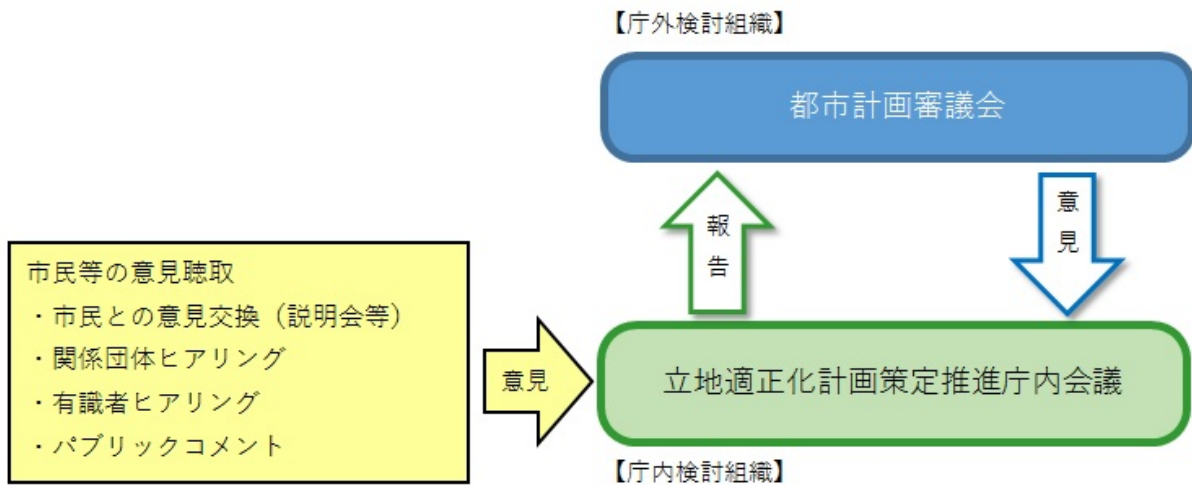 【庁外検討組織】
都市計画審議会
報告
意見
市民等の意見聴取
・市民との意見交換（説明会等）
・関係団体ヒアリング
・有識者ヒアリング
・パブリックコメント
意見
立地適正化計画策定推進庁内会議
【庁内検討組織】